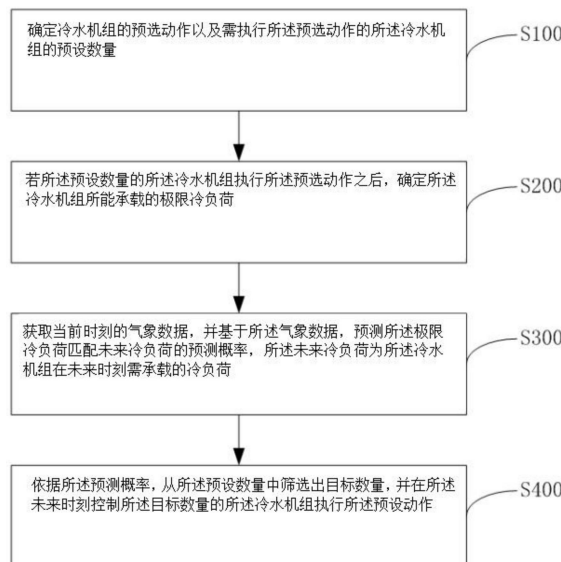 确定冷水机组的预选动作以及需执行所述预选动作的所述冷水机
组的预设数量
S100
若所述预设数量的所述冷水机组执行所述预选动作之后，确定所述
冷水机组所能承载的极限冷负荷
S200
获取当前时刻的气象数据，并基于所述气象数据，预测所述极限
冷负荷匹配未来冷负荷的预测概率，所述未来冷负荷为所述冷水
机组在未来时刻需承载的冷负荷
S300
依据所述预测概率，从所述预设数量中筛选出目标数量，并在所述
未来时刻控制所述目标数量的所述冷水机组执行所述预设动作
S400